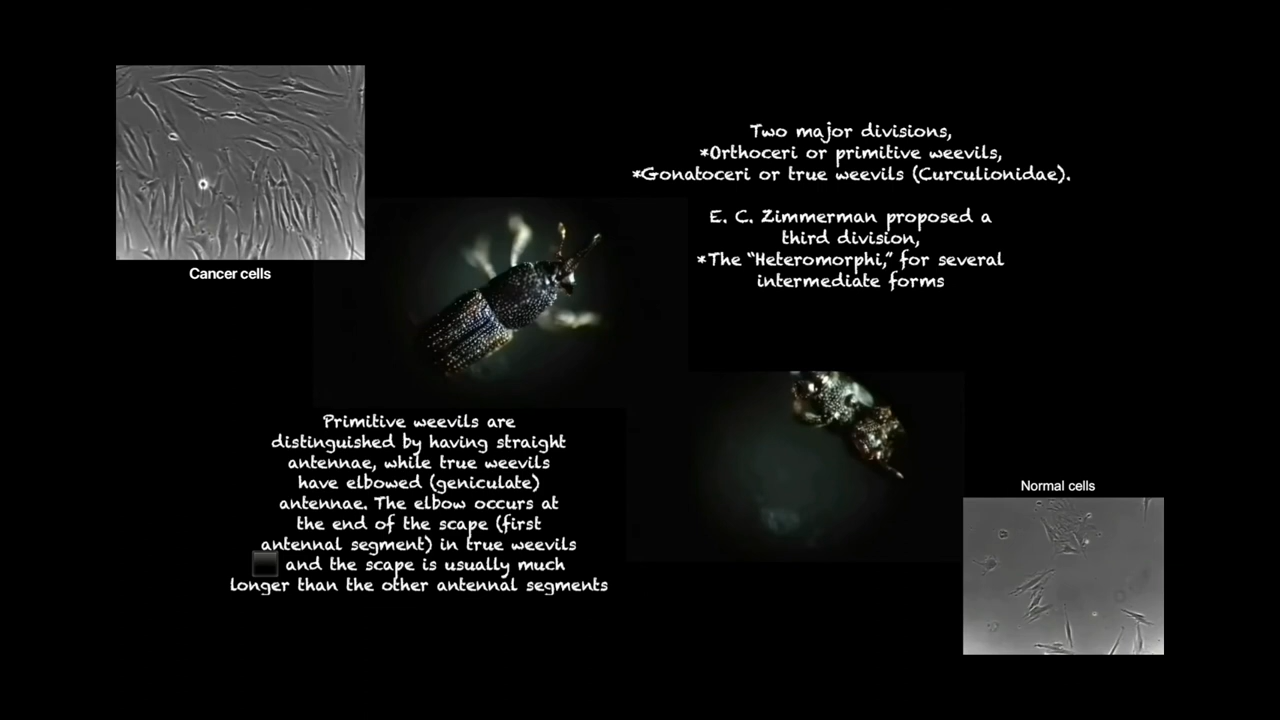 Cancer cells
Two major divisions,
*Orthoceri or primitive weevils,
*Gonatoceri or true weevils (Curculionidae).
E. C. Zimmerman proposed a
third division,
*The “Heteromorphi,” for several
intermediate forms
Primitive weevils are
distinguished by having straight
antennae, while true weevils
have elbowed (geniculate)
antennae. The elbow occurs at
the end of the scape (first
antennal segment) in true weevils
and the scape is usually much
longer than the other antennal segments
Normal cells